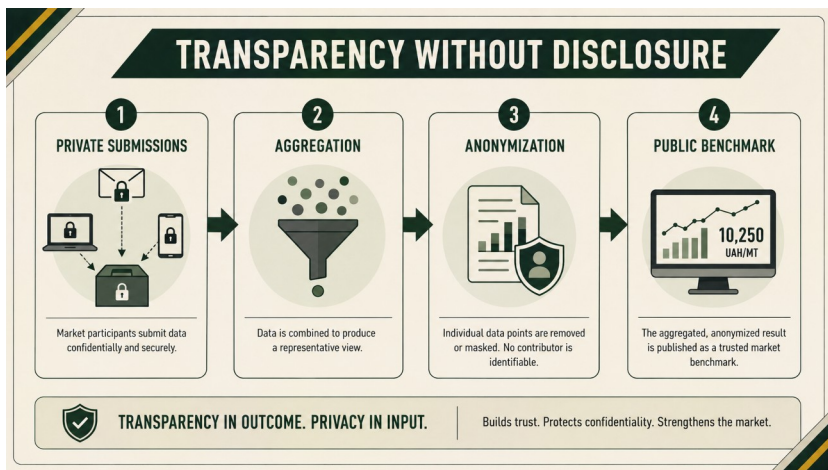 TRANSPARENCY WITHOUT DISCLOSURE
1
PRIVATE SUBMISSIONS
Market participants submit data
confidentially and securely.
2
AGGREGATION
Data is combined to produce
a representative view.
3
ANONYMIZATION
Individual data points are removed
or masked. No contributor is
identifiable.
4
PUBLIC BENCHMARK
10,250
UAH/MT
The aggregated, anonymized result
is published as a trusted market
benchmark.
TRANSPARENCY IN OUTCOME. PRIVACY IN INPUT.
Builds trust. Protects confidentiality. Strengthens the market.